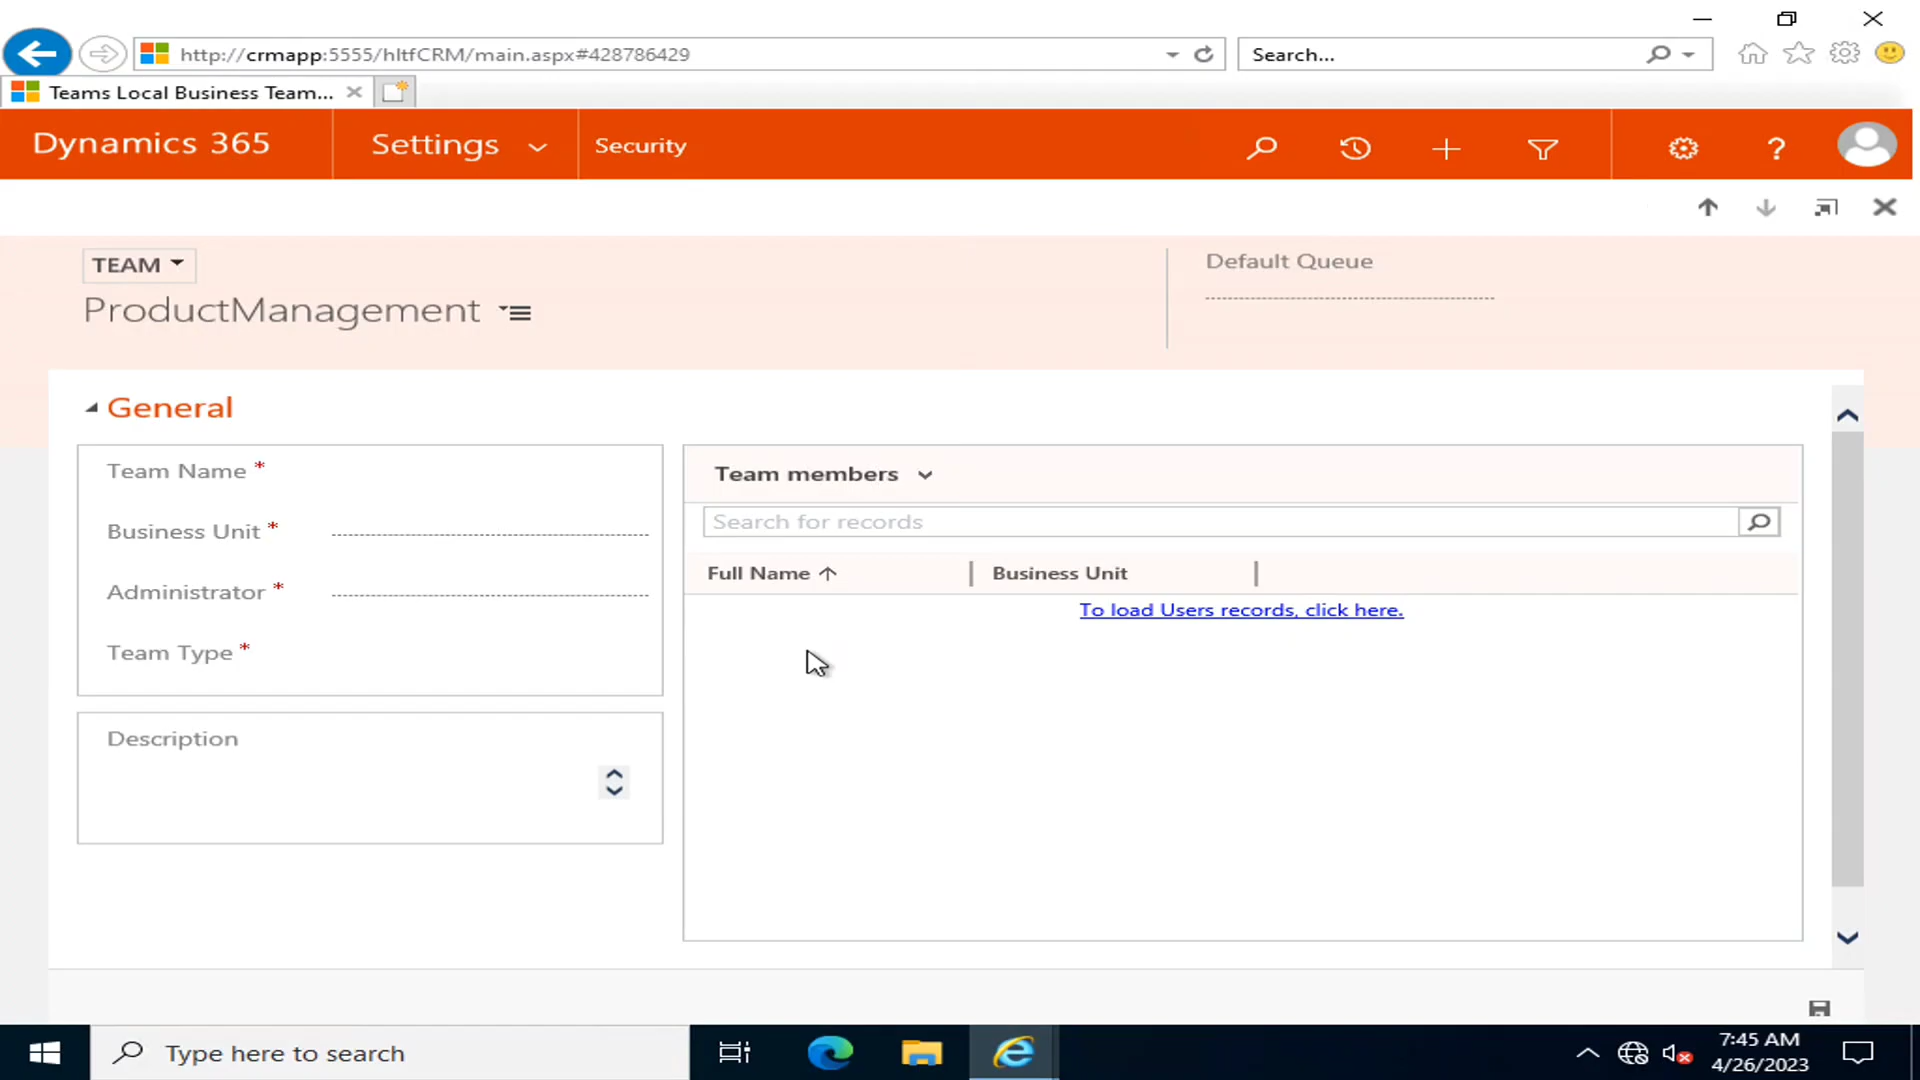 http://crmapp:5555/hltfCRM/main.aspx#428786429
Search...
Teams Local Business Team...
Dynamics 365
Settings
Security
TEAM
ProductManagement
Default Queue
General
Team Name *
Business Unit *
Administrator *
Team Type *
Description
Team members
Search for records
Full Name
Business Unit
To load Users records, click here.
Type here to search
7:45 AM
4/26/2023